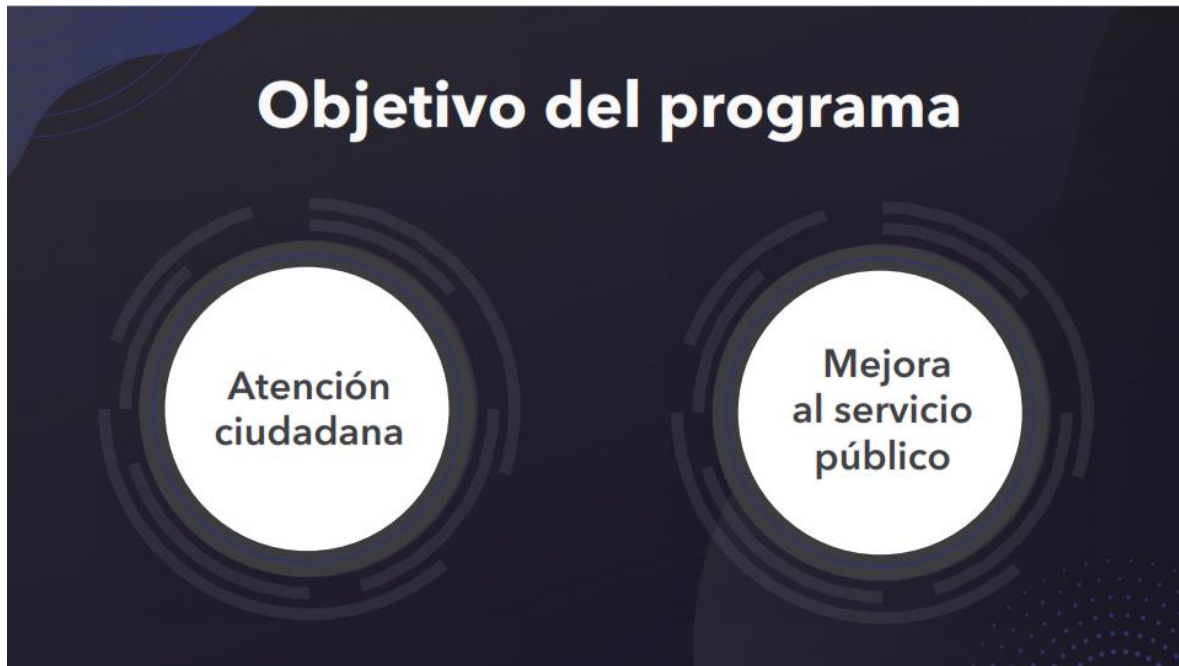 Objetivo del programa
Atención
ciudadana
Mejora
al servicio
público